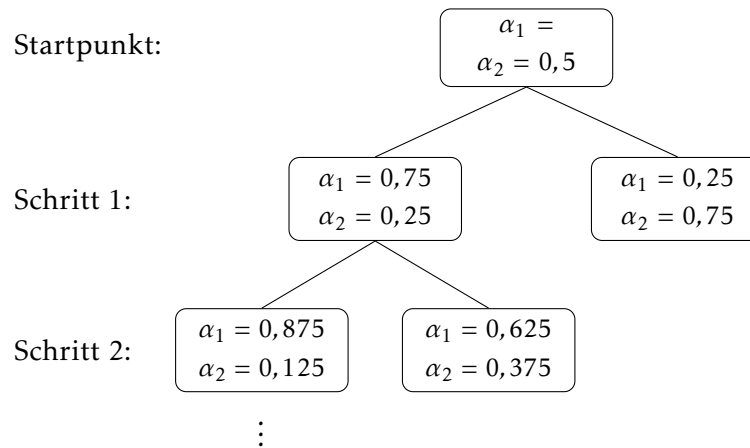 Startpunkt:
α₁ =
α₂ = 0,5
Schritt 1:
α₁ = 0,75
α₂ = 0,25
α₁ = 0,25
α₂ = 0,75
Schritt 2:
α₁ = 0,875
α₂ = 0,125
α₁ = 0,625
α₂ = 0,375
⋮